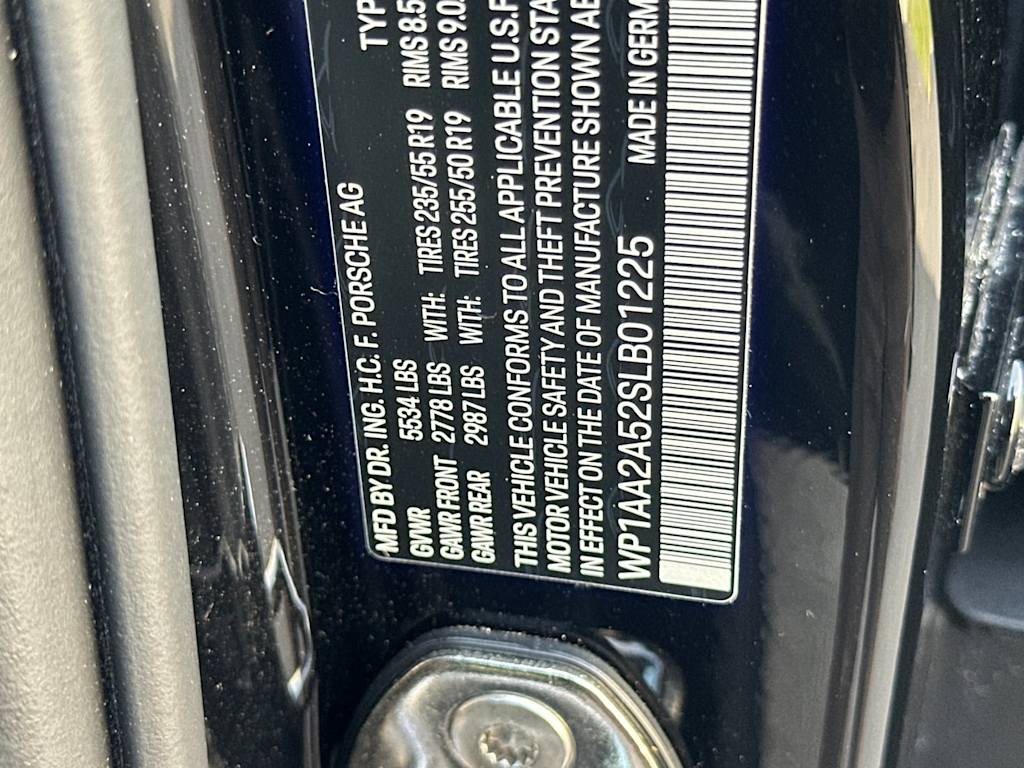 MFD BY DR. ING. H.C. F. PORSCHE AG TYP
GVWR 5534 LBS
GAWR FRONT 2778 LBS WITH: TIRES 235/55 R19 RIMS 8.5
GAWR REAR 2987 LBS WITH: TIRES 255/50 R19 RIMS 9.0
THIS VEHICLE CONFORMS TO ALL APPLICABLE U.S.F
MOTOR VEHICLE SAFETY AND THEFT PREVENTION STA
IN EFFECT ON THE DATE OF MANUFACTURE SHOWN AB
WP1AA2A52SLB01225 MADE IN GERM